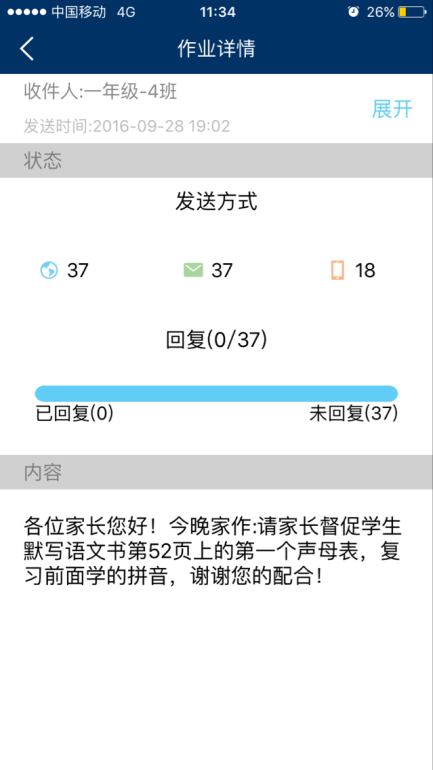 中国移动 4G 11:34 26%
作业详情
收件人:一年级-4班
展开
发送时间:2016-09-28 19:02
状态
发送方式
37 37 18
回复(0/37)
已回复(0) 未回复(37)
内容
各位家长您好！今晚家作:请家长督促学生
默写语文书第52页上的第一个声母表，复
习前面学的拼音，谢谢您的配合！